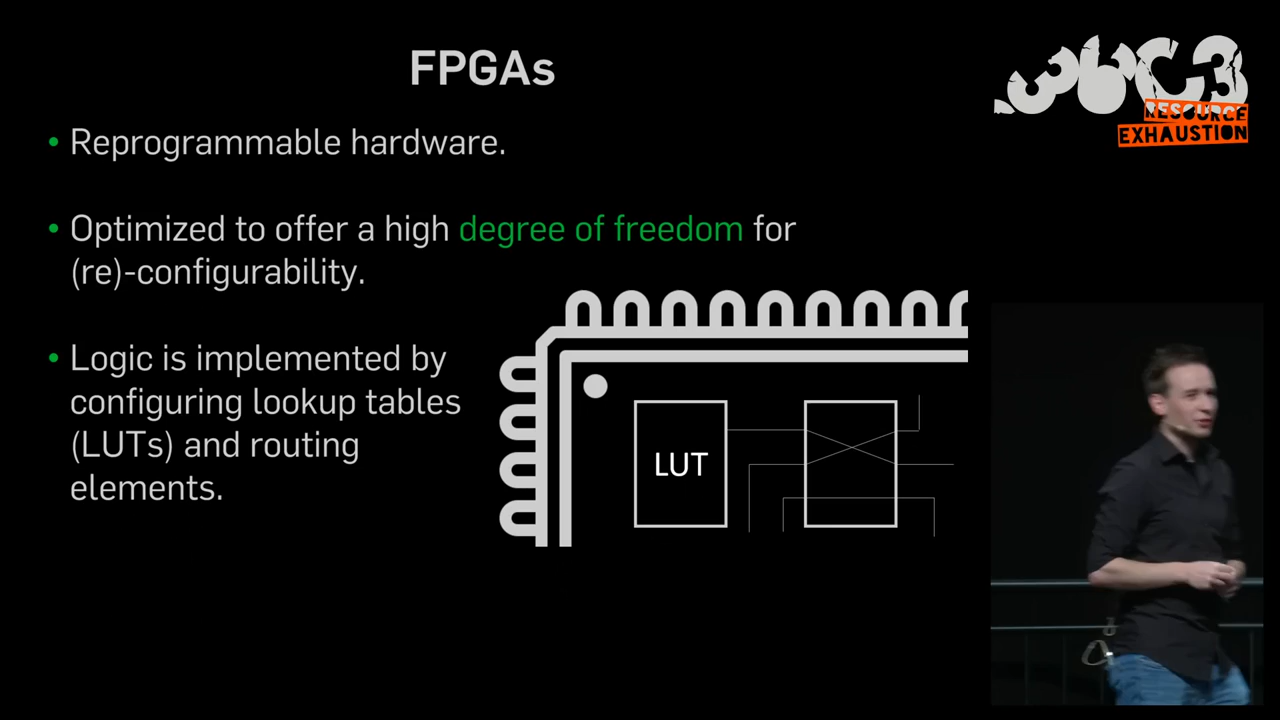 FPGAs
• Reprogrammable hardware.
• Optimized to offer a high degree of freedom for
(re)-configurability.
• Logic is implemented by
configuring lookup tables
(LUTs) and routing
elements.
LUT
36C3
RESOURCE
EXHAUSTION